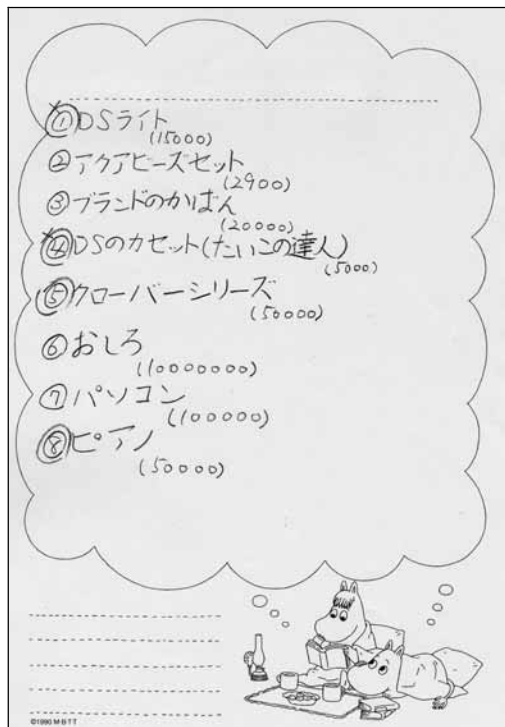 ①DSライト
(15000)
②アクアビーズセット
(2900)
③ブランドのかばん
(20000)
④DSのカセット(たいこの達人)
(5000)
⑤クローバーシリーズ
(50000)
⑥おしろ
(10000000)
⑦パソコン
(100000)
⑧ピアノ
(50000)
©1990 M·B T T